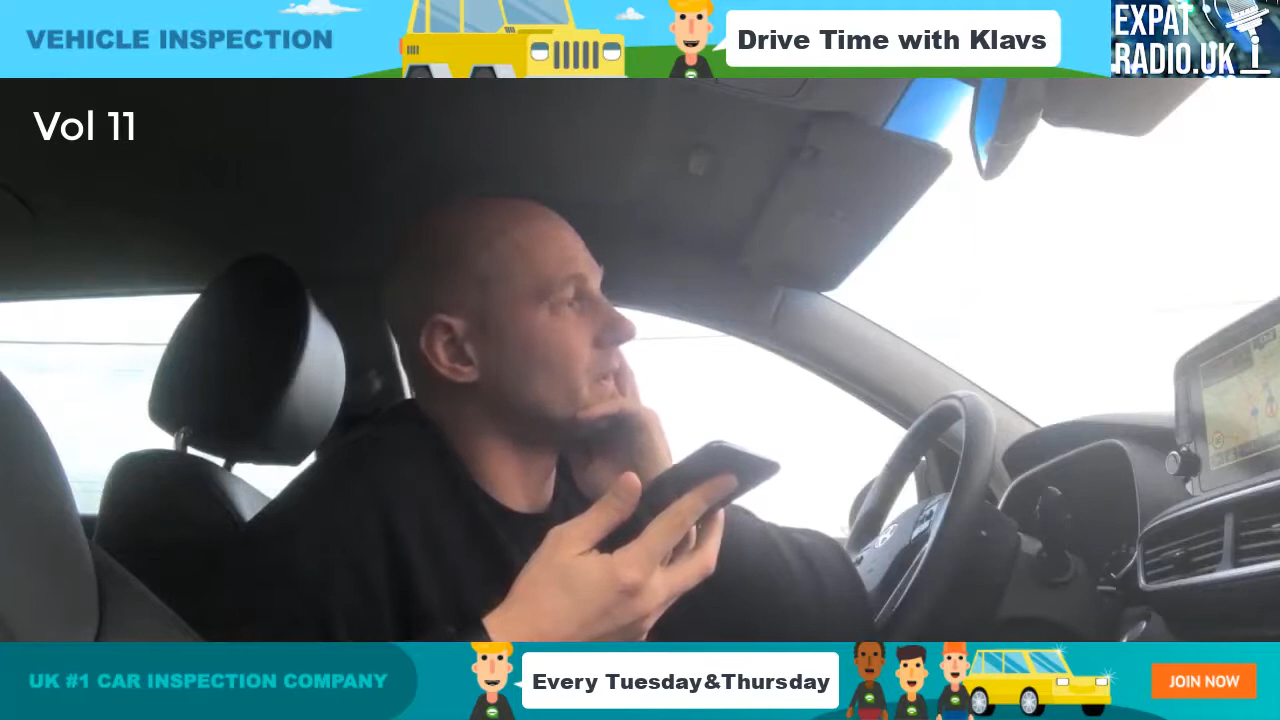 VEHICLE INSPECTION
Drive Time with Klavs
EXPAT
RADIO.UK
Vol 11
UK #1 CAR INSPECTION COMPANY
Every Tuesday&Thursday
JOIN NOW